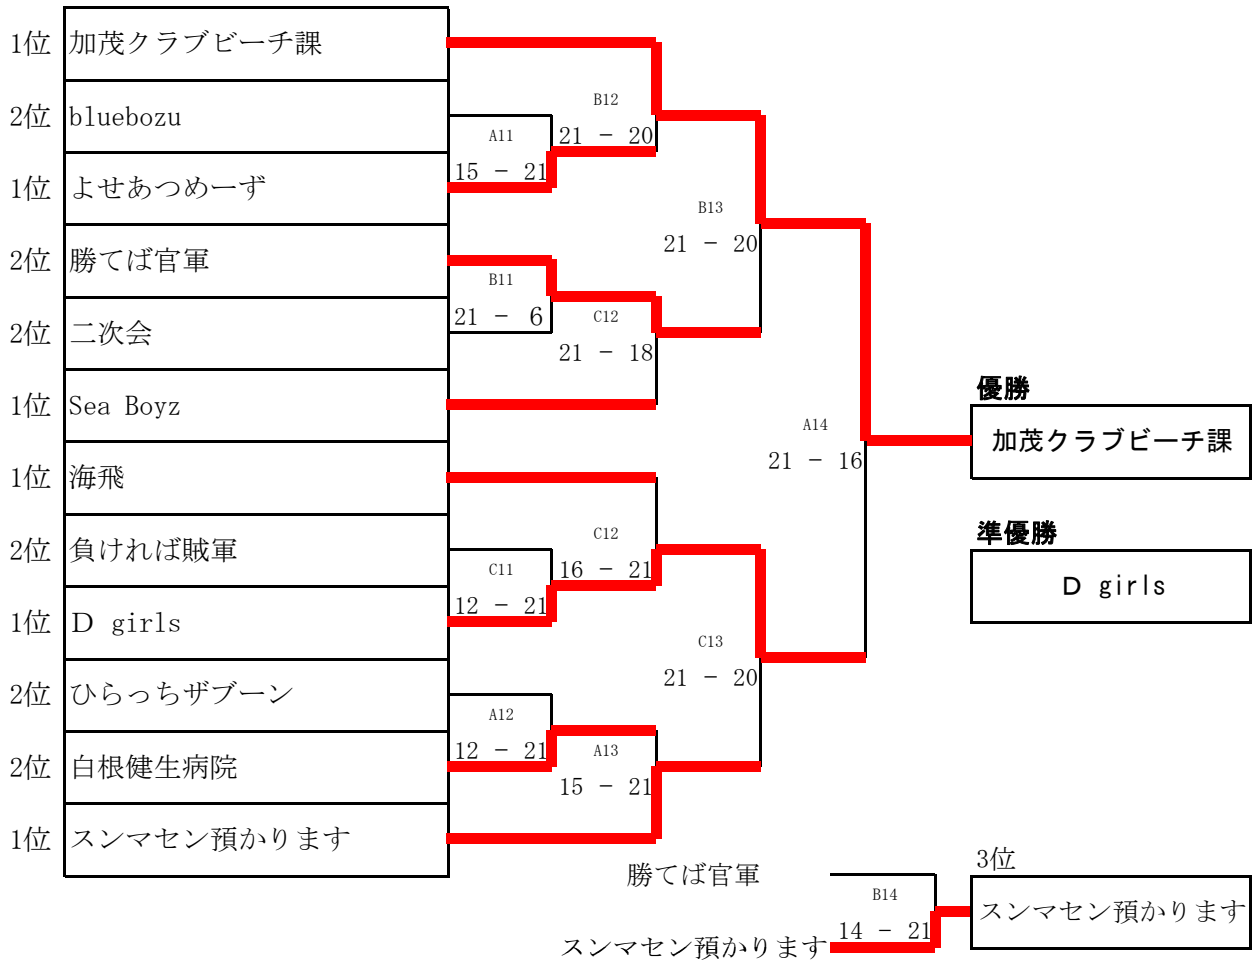 1位 加茂クラブビーチ課
2位 bluebozu
1位 よせあつめーず
2位 勝てば官軍
2位 二次会
1位 Sea Boyz
1位 海飛
2位 負ければ賊軍
1位 Ｄ girls
2位 ひらっちザブーン
2位 白根健生病院
1位 スンマセン預かります
A11
15 － 21
B11
21 － 6
C11
12 － 21
A12
12 － 21
B12
21 － 20
C12
21 － 18
C12
16 － 21
A13
15 － 21
B13
21 － 20
C13
21 － 20
A14
21 － 16
優勝
加茂クラブビーチ課
準優勝
Ｄ girls
勝てば官軍
スンマセン預かります
B14
14 － 21
3位
スンマセン預かります